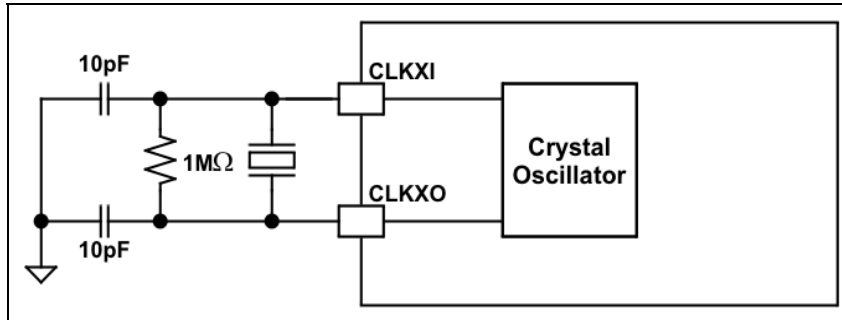 10pF
CLKXI
1MΩ
Crystal
Oscillator
CLKXO
10pF